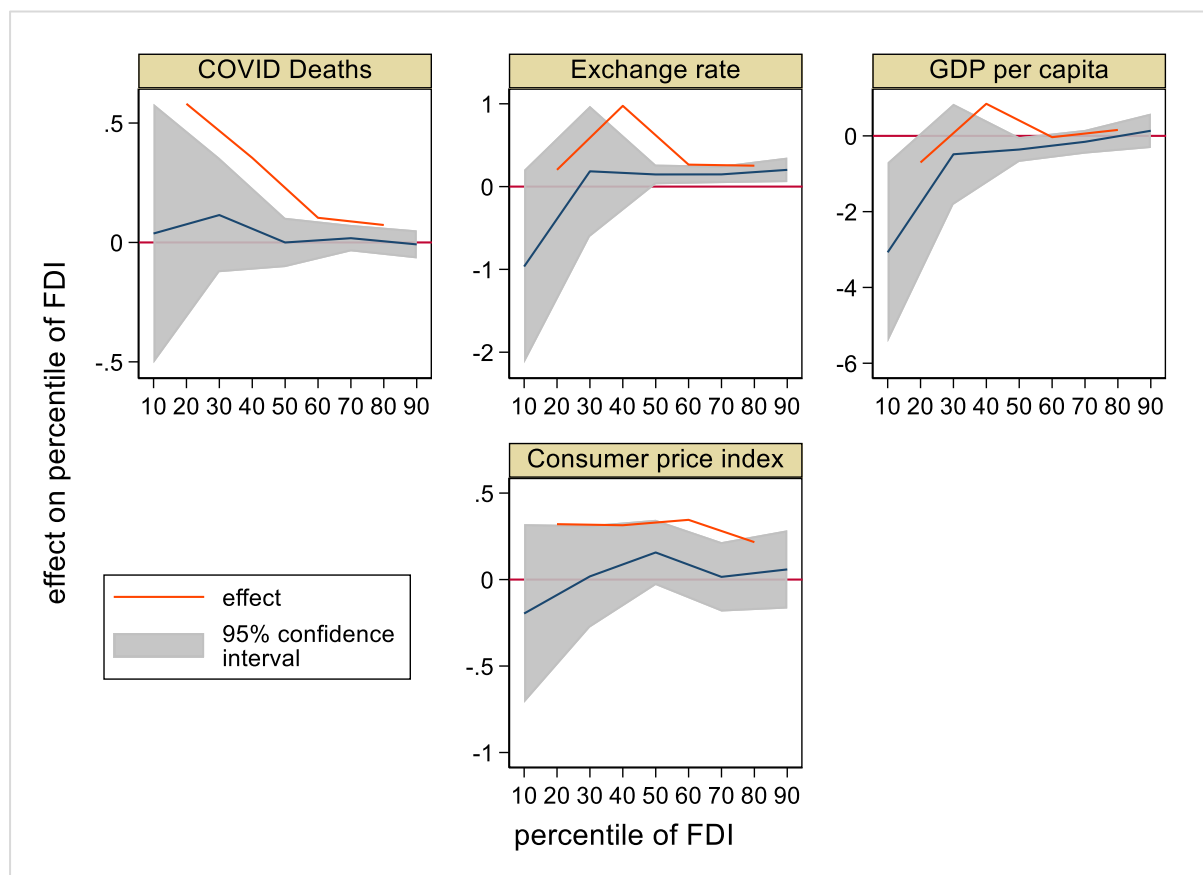 COVID Deaths
Exchange rate
GDP per capita
.5
0
-.5
10 20 30 40 50 60 70 80 90
1
0
-1
-2
10 20 30 40 50 60 70 80 90
0
-2
-4
-6
10 20 30 40 50 60 70 80 90
effect on percentile of FDI
Consumer price index
.5
0
-.5
-1
10 20 30 40 50 60 70 80 90
effect
95% confidence
interval
percentile of FDI